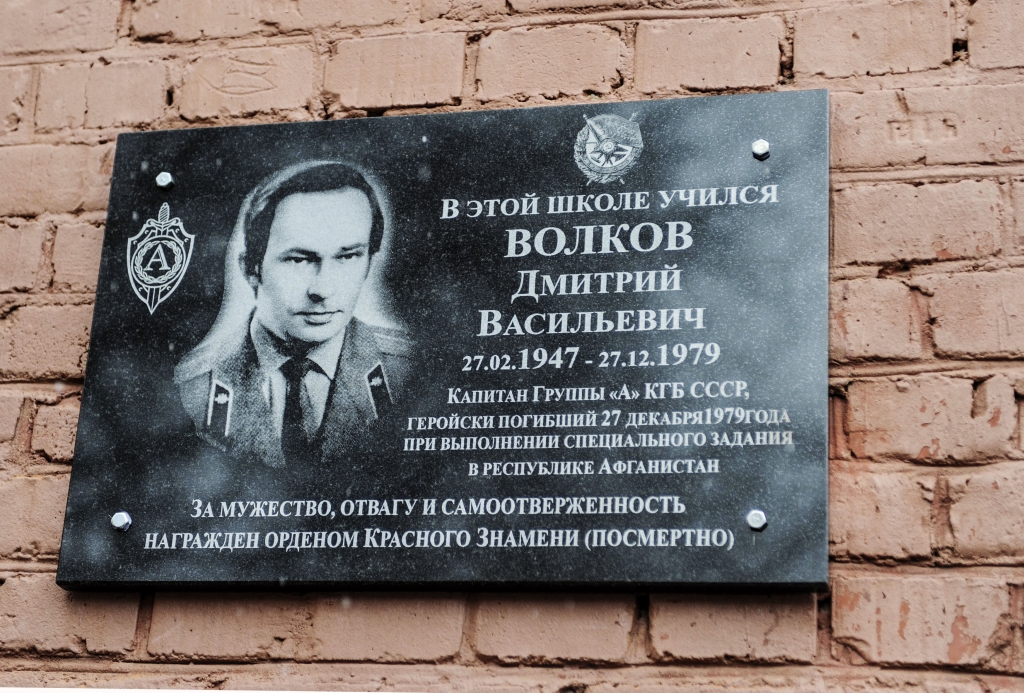 А
В ЭТОЙ ШКОЛЕ УЧИЛСЯ
ВОЛКОВ
ДМИТРИЙ
ВАСИЛЬЕВИЧ
27.02.1947 - 27.12.1979
КАПИТАН ГРУППЫ «А» КГБ СССР,
ГЕРОЙСКИ ПОГИБШИЙ 27 ДЕКАБРЯ1979ГОДА
ПРИ ВЫПОЛНЕНИИ СПЕЦИАЛЬНОГО ЗАДАНИЯ
В РЕСПУБЛИКЕ АФГАНИСТАН
ЗА МУЖЕСТВО, ОТВАГУ И САМООТВЕРЖЕННОСТЬ
НАГРАЖДЕН ОРДЕНОМ КРАСНОГО ЗНАМЕНИ (ПОСМЕРТНО)